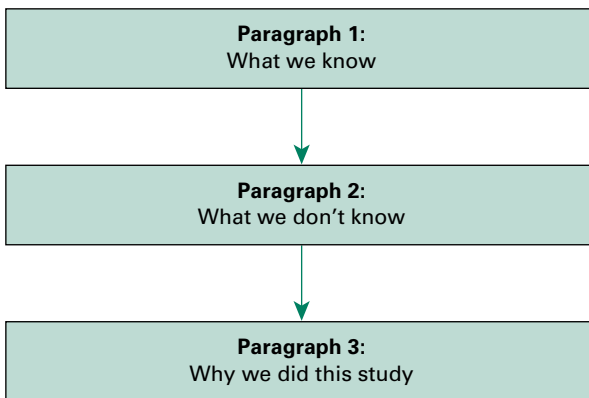 Paragraph 1:
What we know
Paragraph 2:
What we don’t know
Paragraph 3:
Why we did this study